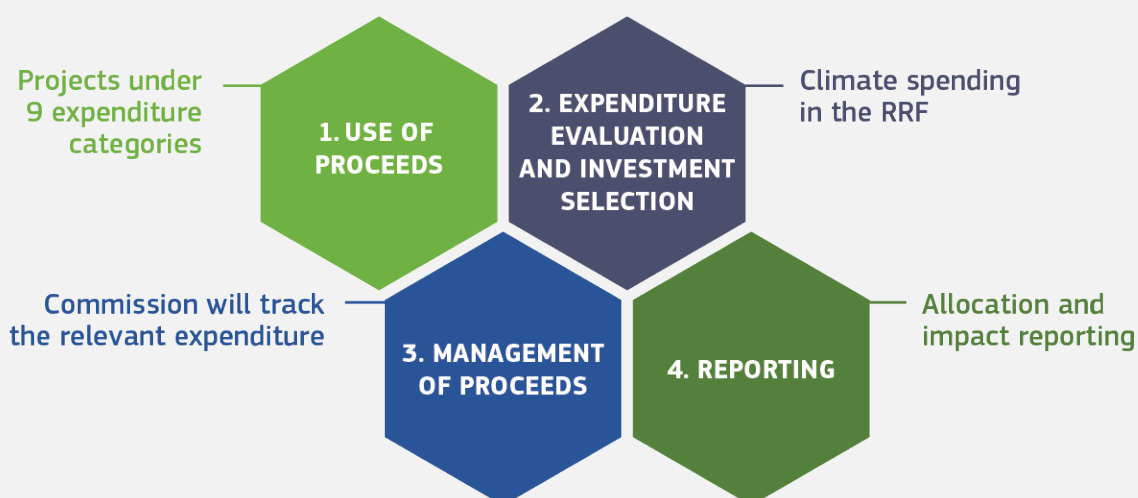 Projects under
9 expenditure
categories
1. USE OF
PROCEEDS
2. EXPENDITURE
EVALUATION
AND INVESTMENT
SELECTION
Climate spending
in the RRF
Commission will track
the relevant expenditure
3. MANAGEMENT
OF PROCEEDS
4. REPORTING
Allocation and
impact reporting